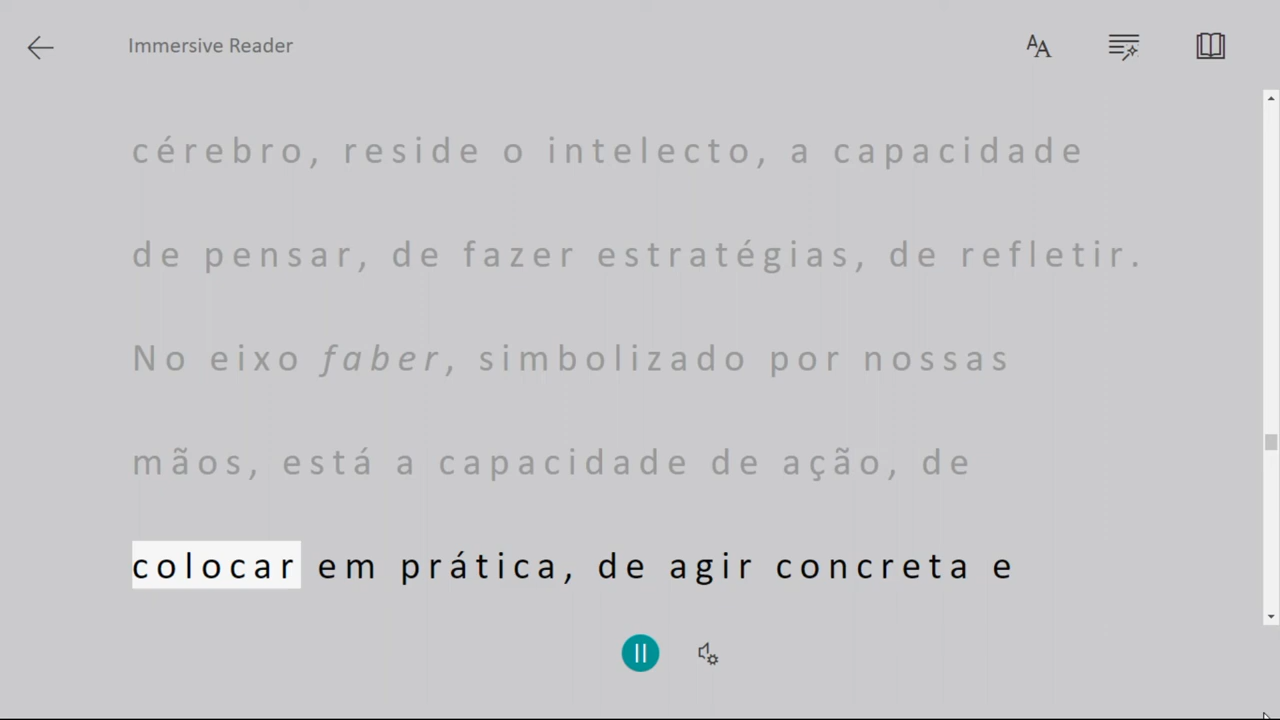 Immersive Reader
cérebro, reside o intelecto, a capacidade
de pensar, de fazer estratégias, de refletir.
No eixo faber, simbolizado por nossas
mãos, está a capacidade de ação, de
colocar em prática, de agir concreta e